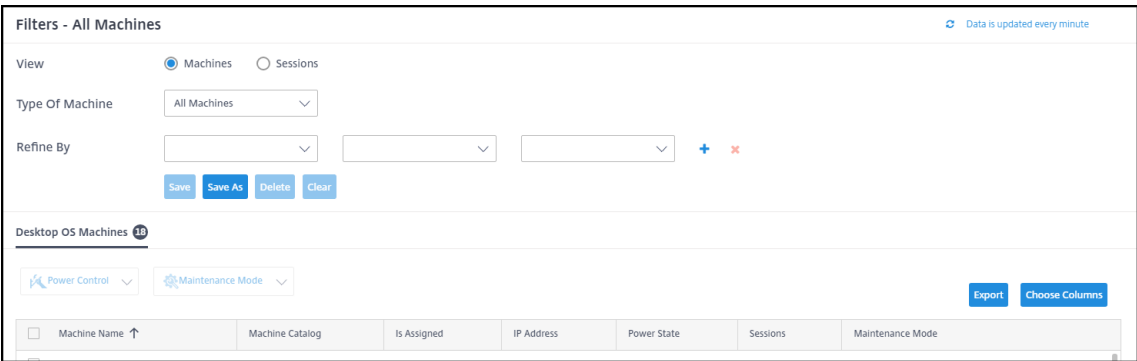 Filters - All Machines
Data is updated every minute
View
Machines
Sessions
Type Of Machine
All Machines
Refine By
Save
Save As
Delete
Clear
Desktop OS Machines 18
Power Control
Maintenance Mode
Export
Choose Columns
Machine Name
Machine Catalog
Is Assigned
IP Address
Power State
Sessions
Maintenance Mode